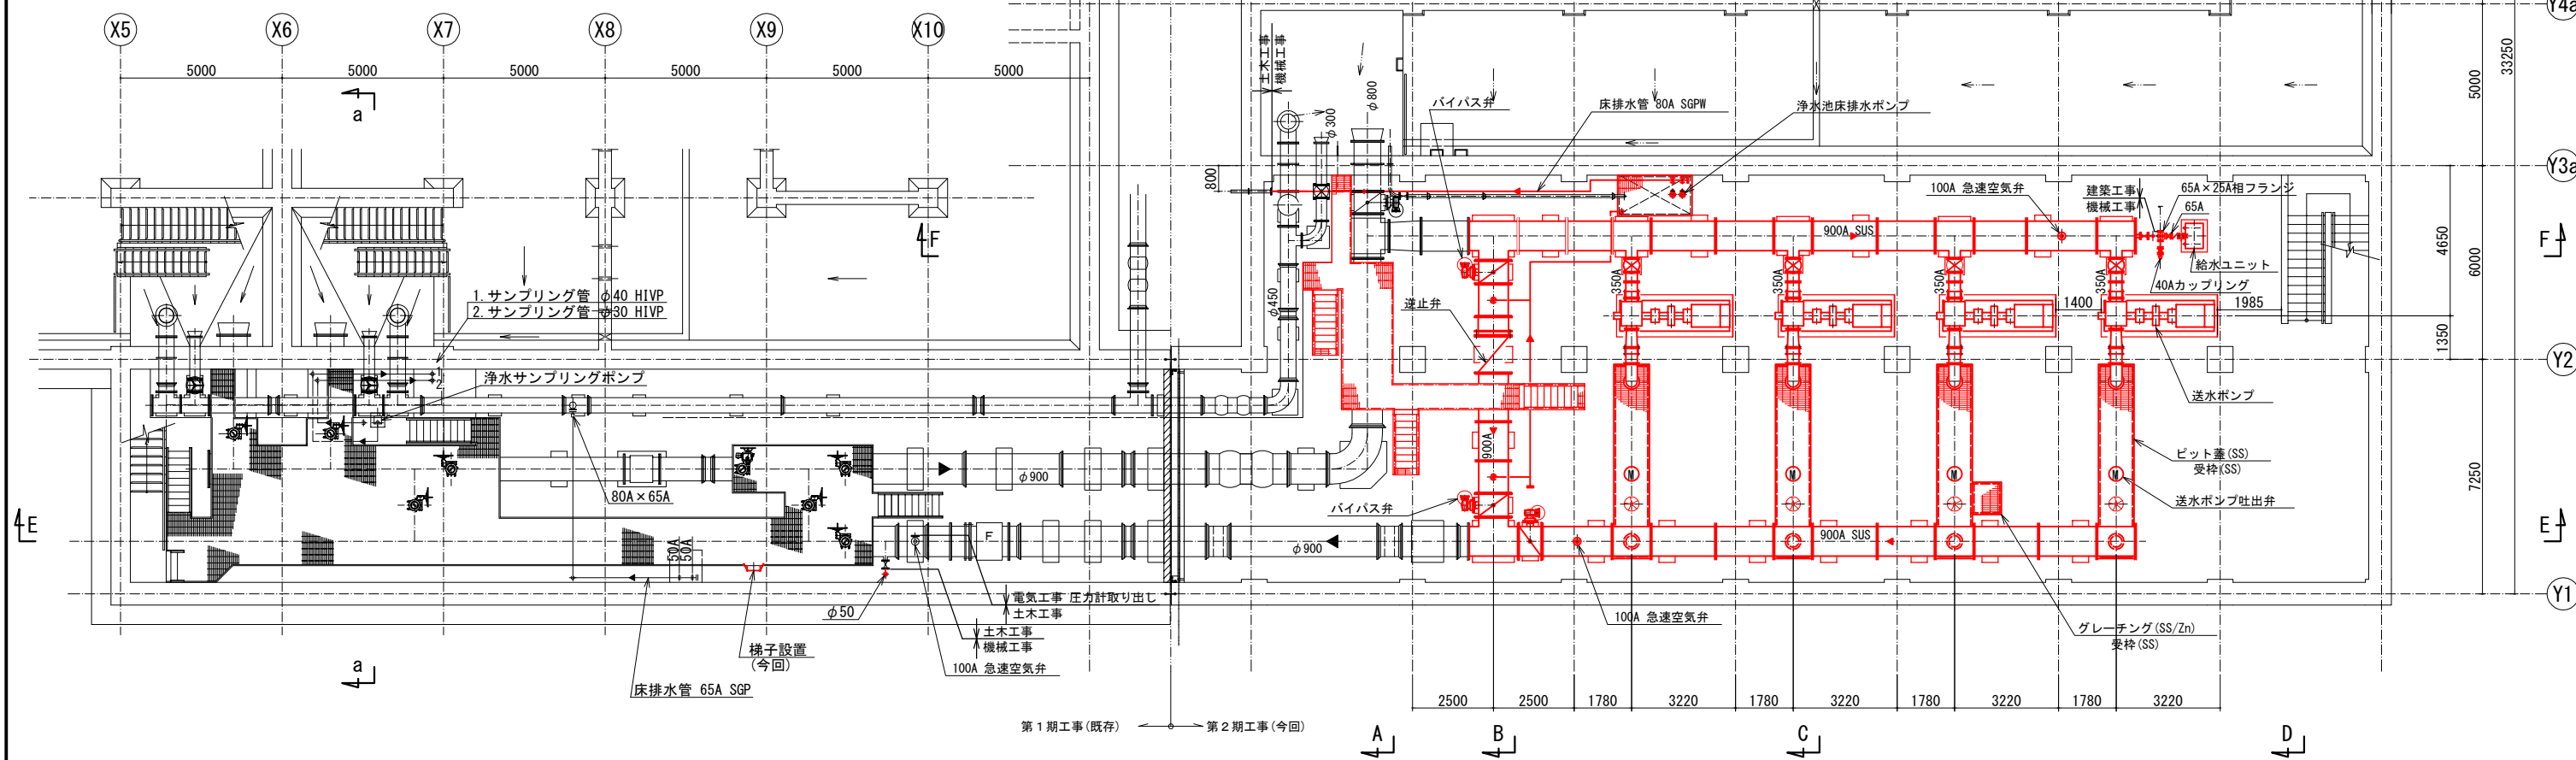 X5
X6
X7
X8
X9
X10
Y4a
5000
5000
5000
5000
5000
5000
土木工事
機械工事
φ300
φ800
バイパス弁
床排水管 80A SGPW
浄水池床排水ポンプ
5000
33250
a
Y3a
800
100A 急速空気弁
建築工事
機械工事
65A×25A相フランジ
65A
F
900A SUS
4650
6000
F
給水ユニット
40Aカップリング
1.サンプリング管 φ40 HIVP
2.サンプリング管 φ30 HIVP
φ450
逆止弁
350A
350A
350A
350A
1400
1985
1350
Y2
1
2
浄水サンプリングポンプ
送水ポンプ
900A
φ900
80A×65A
M
M
M
M
ピット蓋(SS)
受枠(SS)
7250
送水ポンプ吐出弁
バイパス弁
E
F
φ900
900A SUS
E
50A
50A
電気工事 圧力計取り出し
土木工事
Y1
φ50
土木工事
機械工事
100A 急速空気弁
100A 急速空気弁
グレーチング(SS/Zn)
受枠(SS)
梯子設置
(今回)
a
床排水管 65A SGP
2500
2500
1780
3220
1780
3220
1780
3220
1780
3220
第1期工事(既存)
第2期工事(今回)
A
B
C
D